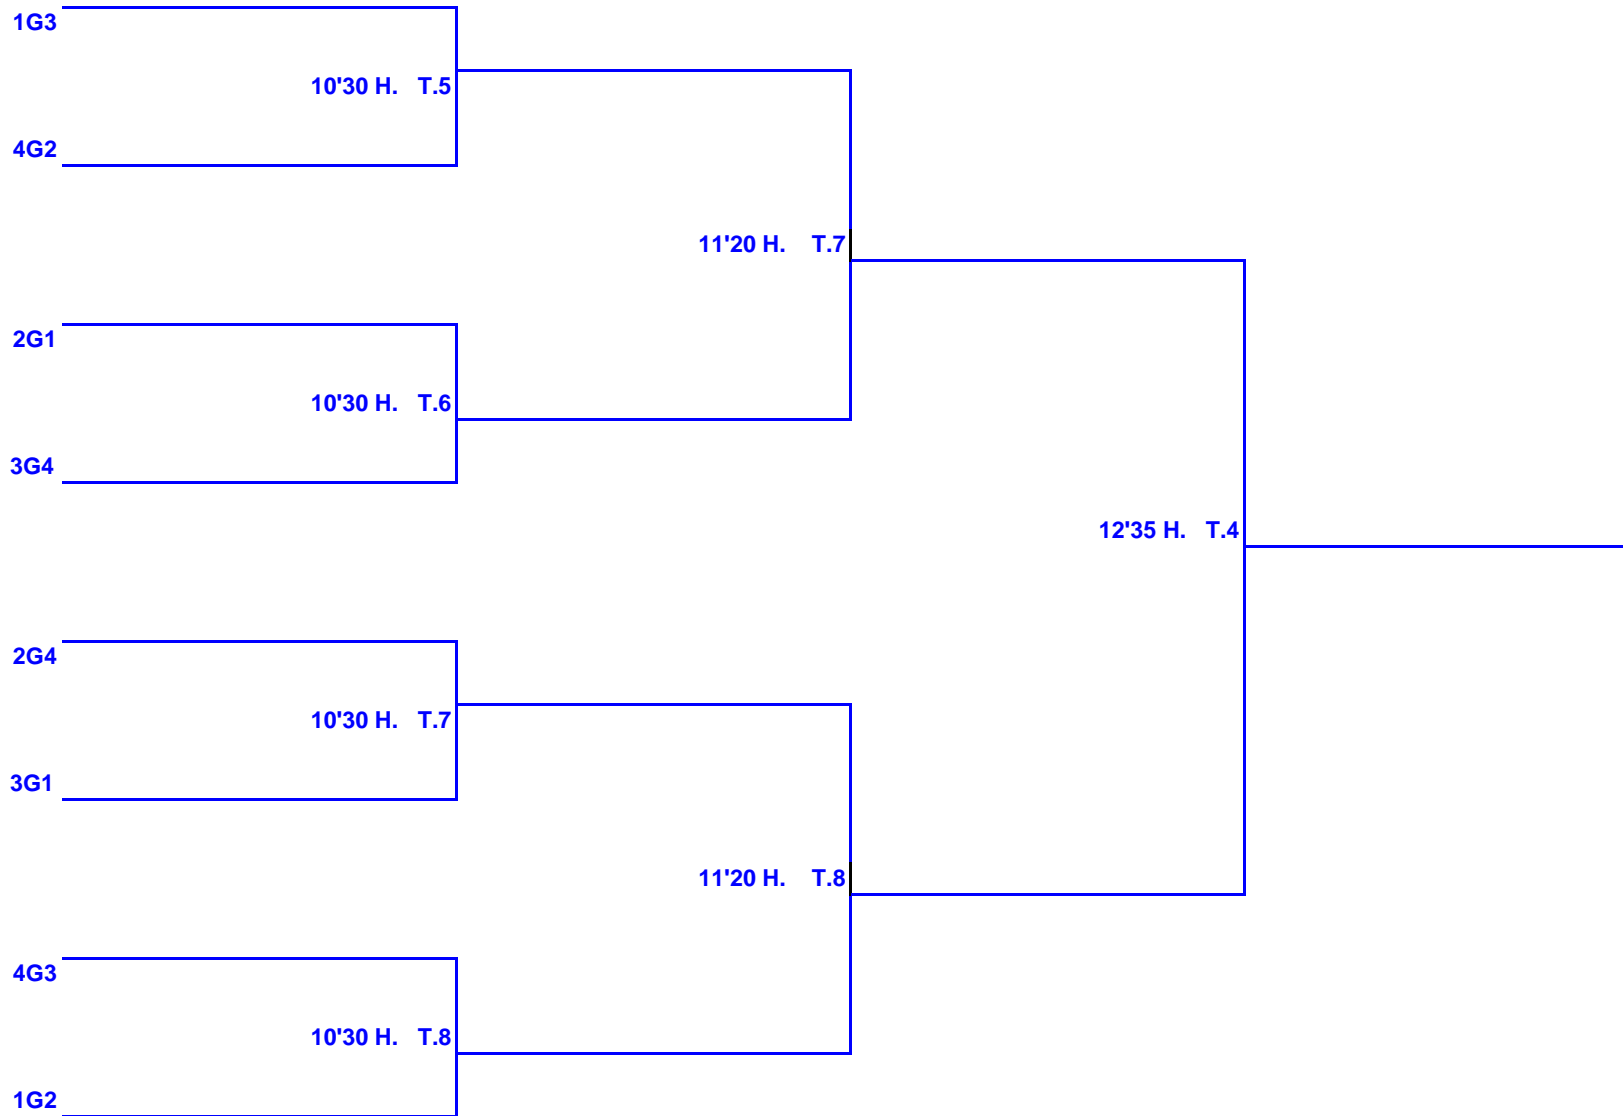 1G3
10'30 H. T.5
4G2
11'20 H. T.7
2G1
10'30 H. T.6
3G4
12'35 H. T.4
2G4
10'30 H. T.7
3G1
11'20 H. T.8
4G3
10'30 H. T.8
1G2